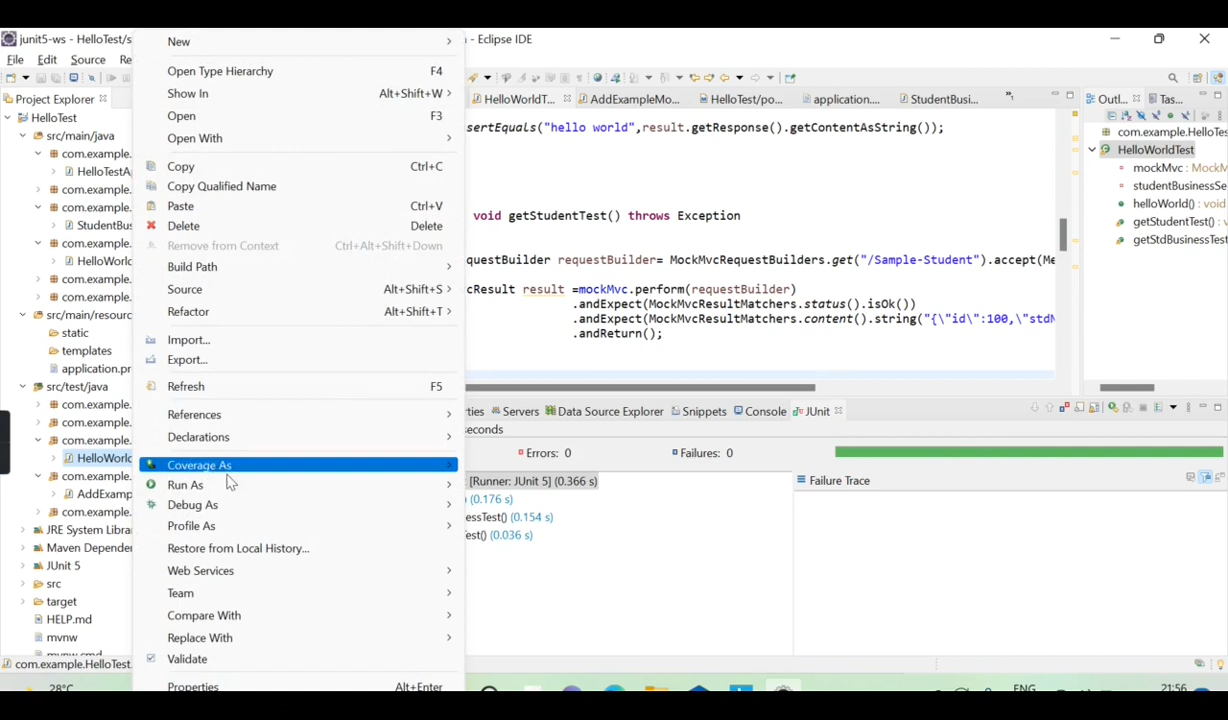 junit5-ws - HelloTest/s
- Eclipse IDE
File Edit Source Re
Project Explorer
HelloTest
src/main/java
com.example.
HelloTestA
com.example.
com.example.
StudentBus
com.example.
HelloWorld
com.example.
com.example.
src/main/resourc
static
templates
application.pr
src/test/java
com.example.
com.example.
com.example.
HelloWorld
com.example.
AddExamp
com.example.
JRE System Libra
Maven Depende
JUnit 5
src
target
HELP.md
mvnw
mvnw.cmd
com.example.HelloTest.
New
Open Type Hierarchy F4
Show In Alt+Shift+W
Open F3
Open With
Copy Ctrl+C
Copy Qualified Name
Paste Ctrl+V
Delete Delete
Remove from Context Ctrl+Alt+Shift+Down
Build Path
Source Alt+Shift+S
Refactor Alt+Shift+T
Import...
Export...
Refresh F5
References
Declarations
Coverage As
Run As
Debug As
Profile As
Restore from Local History...
Web Services
Team
Compare With
Replace With
Validate
Properties Alt+Enter
HelloWorldT... AddExampleMo... HelloTest/po... application.... StudentBusi...
sertEquals("hello world",result.getResponse().getContentAsString());
void getStudentTest() throws Exception
questBuilder requestBuilder= MockMvcRequestBuilders.get("/Sample-Student").accept(Me
cResult result =mockMvc.perform(requestBuilder)
.andExpect(MockMvcResultMatchers.status().isOk())
.andExpect(MockMvcResultMatchers.content().string("{\"id\":100,\"stdN
.andReturn();
Outl... Tas...
com.example.HelloTes
HelloWorldTest
mockMvc : MockM
studentBusinessSe
helloWorld() : void
getStudentTest() : v
getStdBusinessTest
rties Servers Data Source Explorer Snippets Console JUnit
seconds
Errors: 0 Failures: 0
[Runner: JUnit 5] (0.366 s)
) (0.176 s)
essTest() (0.154 s)
Test() (0.036 s)
Failure Trace
28°C
ENG
21:56